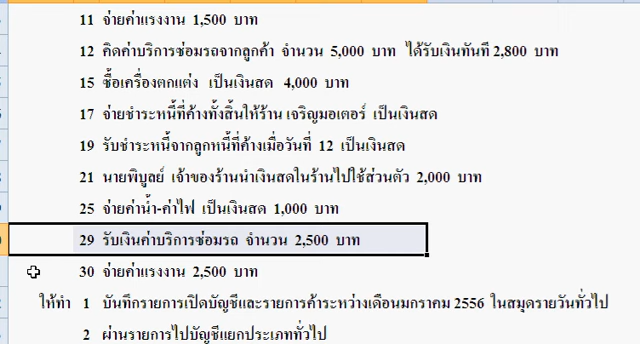 11 จ่ายค่าแรงงาน 1,500 บาท
12 คิดค่าบริการซ่อมรถจากลูกค้า จำนวน 5,000 บาท ได้รับเงินทันที 2,800 บาท
15 ซื้อเครื่องตกแต่ง เป็นเงินสด 4,000 บาท
17 จ่ายชำระหนี้ที่ค้างทั้งสิ้นให้ร้าน เจริญมอเตอร์ เป็นเงินสด
19 รับชำระหนี้จากลูกหนี้ที่ค้างเมื่อวันที่ 12 เป็นเงินสด
21 นายพิบูลย์ เจ้าของร้านนำเงินสดในร้านไปใช้ส่วนตัว 2,000 บาท
25 จ่ายค่าน้ำ-ค่าไฟ เป็นเงินสด 1,000 บาท
29 รับเงินค่าบริการซ่อมรถ จำนวน 2,500 บาท
30 จ่ายค่าแรงงาน 2,500 บาท
ให้ทำ 1 บันทึกรายการเปิดบัญชีและรายการค้าระหว่างเดือนมกราคม 2556 ในสมุดรายวันทั่วไป
2 ผ่านรายการไปบัญชีแยกประเภททั่วไป